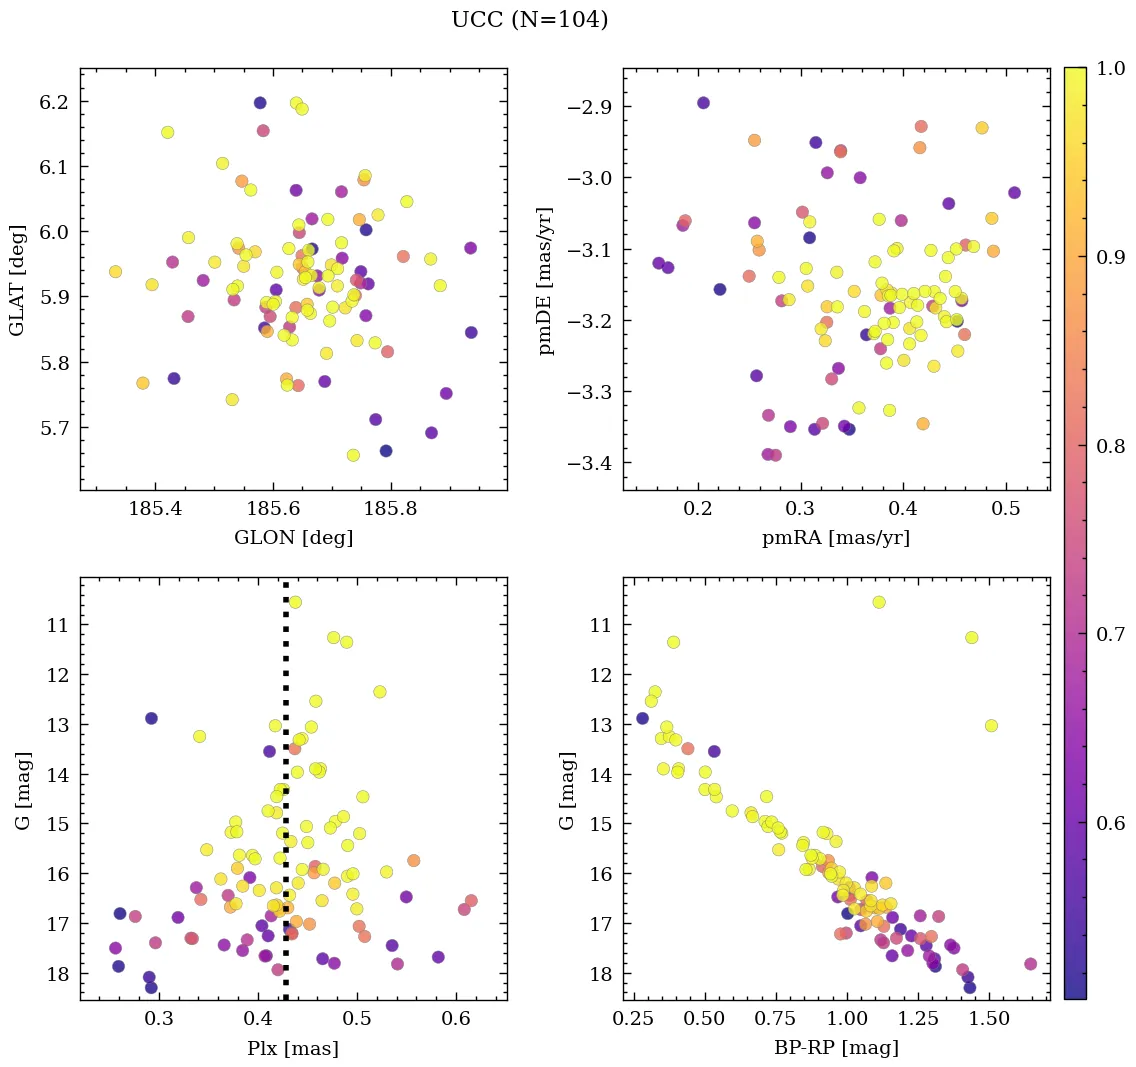 UCC (N=104)
6.2
6.1
6.0
5.9
5.8
5.7
GLAT [deg]
185.4 185.6 185.8
GLON [deg]
−2.9
−3.0
−3.1
−3.2
−3.3
−3.4
pmDE [mas/yr]
0.2 0.3 0.4 0.5
pmRA [mas/yr]
11
12
13
14
15
16
17
18
G [mag]
0.3 0.4 0.5 0.6
Plx [mas]
11
12
13
14
15
16
17
18
G [mag]
0.25 0.50 0.75 1.00 1.25 1.50
BP-RP [mag]
1.0
0.9
0.8
0.7
0.6